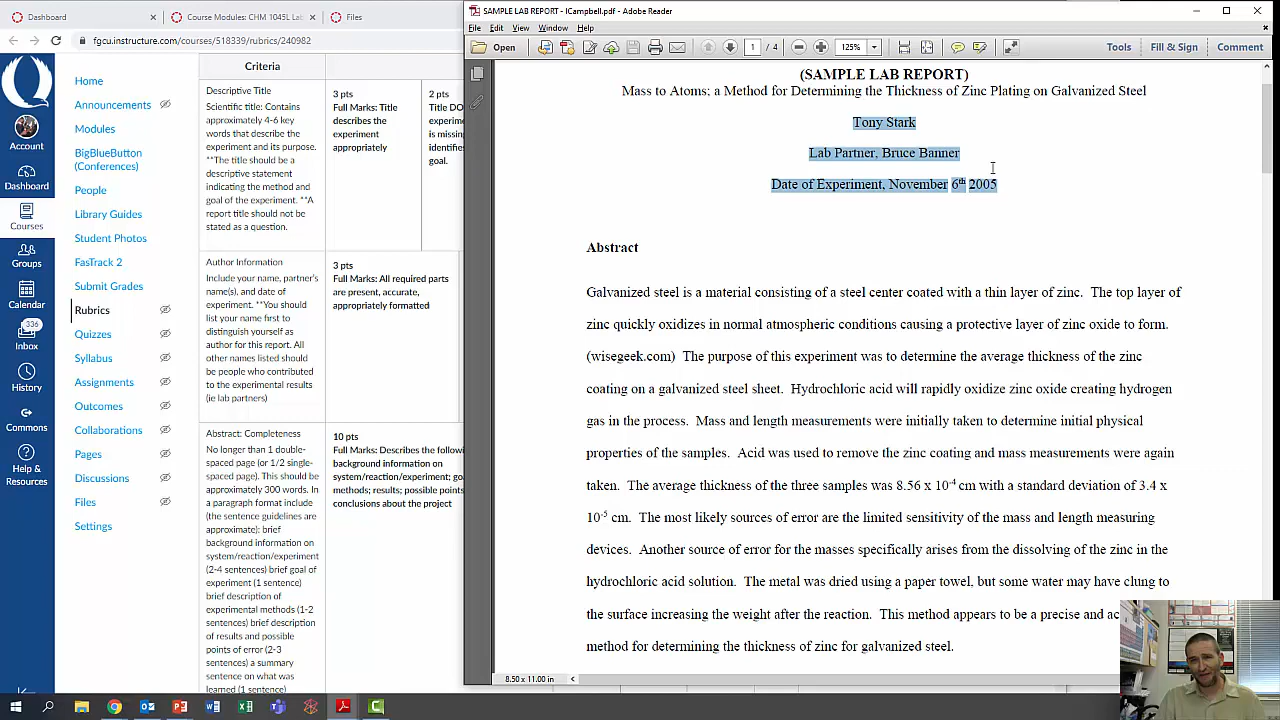 Dashboard
Course Modules: CHM 1045L Lab
Files
fgcu.instructure.com/courses/518339/rubrics/240982
Account
Dashboard
Courses
Groups
Calendar
336
Inbox
History
Commons
Help &
Resources
Home
Announcements
Modules
BigBlueButton
(Conferences)
People
Library Guides
Student Photos
FasTrack 2
Submit Grades
Rubrics
Quizzes
Syllabus
Assignments
Outcomes
Collaborations
Pages
Discussions
Files
Settings
Criteria
Descriptive Title
Scientific title: Contains
approximately 4-6 key
words that describe the
experiment and its purpose.
**The title should be a
descriptive statement
indicating the method and
goal of the experiment. **A
report title should not be
stated as a question.
3 pts
Full Marks: Title
describes the
experiment
appropriately
2 pts
Title DO
experim
is missin
identifie
goal.
Author Information
Include your name, partner's
name(s), and date of
experiment. **You should
list your name first to
distinguish yourself as
author for this report. All
other names listed should
be people who contributed
to the experimental results
(ie lab partners)
3 pts
Full Marks: All required parts
are present, accurate,
appropriately formatted
Abstract: Completeness
No longer than 1 double-
spaced page (or 1/2 single-
spaced page). This should be
approximately 300 words. In
a paragraph format include
(the sentence guidelines are
approximate): brief
background information on
system/reaction/experiment
(2-4 sentences) brief goal of
experiment (1 sentence)
brief description of
experimental methods (1-2
sentences) brief description
of results and possible
points of error (2-3
sentences) a summary
sentence on what was
learned (1 sentence)
10 pts
Full Marks: Describes the followi
background information on
system/reaction/experiment; goa
methods; results; possible points
conclusions about the project
SAMPLE LAB REPORT - ICampbell.pdf - Adobe Reader
File Edit View Window Help
Open 1 / 4 125% Tools Fill & Sign Comment
(SAMPLE LAB REPORT)
Mass to Atoms; a Method for Determining the Thickness of Zinc Plating on Galvanized Steel
Tony Stark
Lab Partner, Bruce Banner
Date of Experiment, November 6th 2005
Abstract
Galvanized steel is a material consisting of a steel center coated with a thin layer of zinc. The top layer of
zinc quickly oxidizes in normal atmospheric conditions causing a protective layer of zinc oxide to form.
(wisegeek.com) The purpose of this experiment was to determine the average thickness of the zinc
coating on a galvanized steel sheet. Hydrochloric acid will rapidly oxidize zinc oxide creating hydrogen
gas in the process. Mass and length measurements were initially taken to determine initial physical
properties of the samples. Acid was used to remove the zinc coating and mass measurements were again
taken. The average thickness of the three samples was 8.56 x 10-4 cm with a standard deviation of 3.4 x
10-5 cm. The most likely sources of error are the limited sensitivity of the mass and length measuring
devices. Another source of error for the masses specifically arises from the dissolving of the zinc in the
hydrochloric acid solution. The metal was dried using a paper towel, but some water may have clung to
the surface increasing the weight after the reaction. This method appears to be a precise and ac
method for determining the thickness of zinc for galvanized steel.
8.50 x 11.00 in